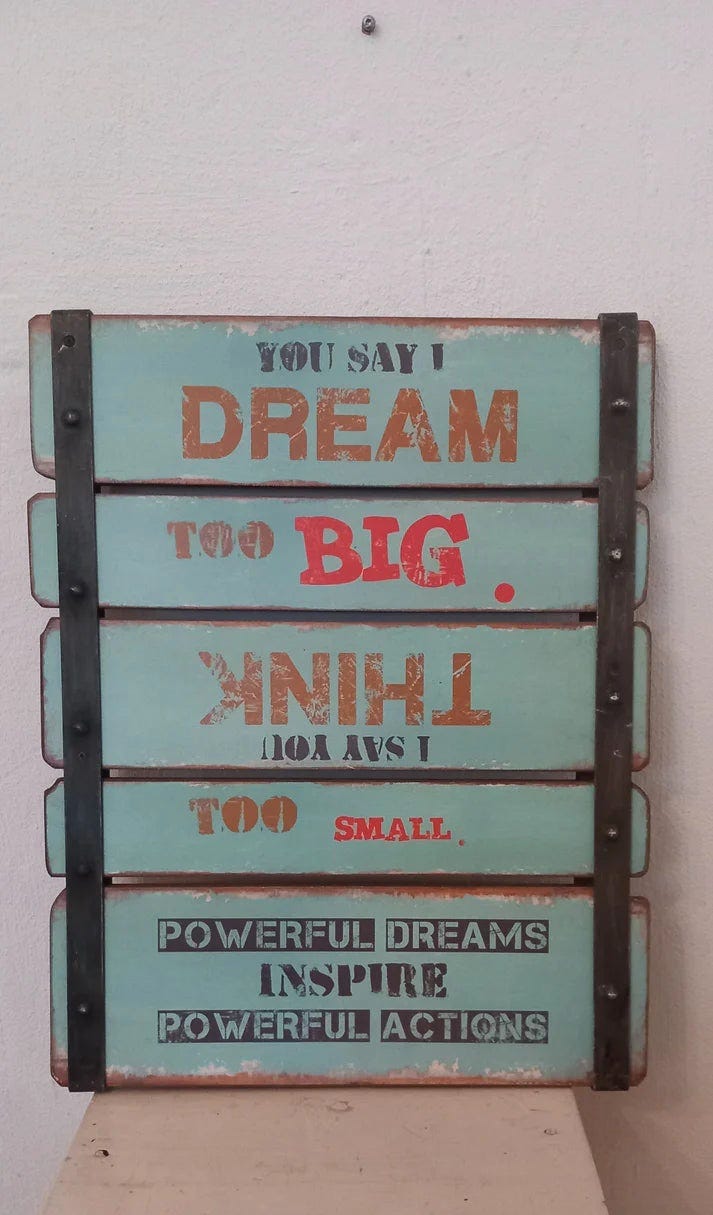 YOU SAY I
DREAM
TOO BIG.
I SAY YOU
THINK
TOO SMALL.
POWERFUL DREAMS
INSPIRE
POWERFUL ACTIONS